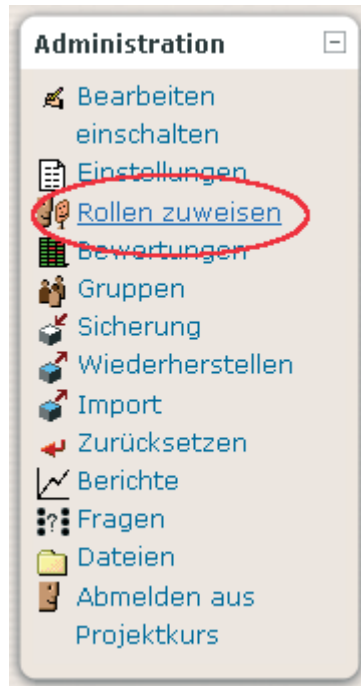 Administration
Bearbeiten
einschalten
Einstellungen
Rollen zuweisen
Bewertungen
Gruppen
Sicherung
Wiederherstellen
Import
Zurücksetzen
Berichte
Fragen
Dateien
Abmelden aus
Projektkurs